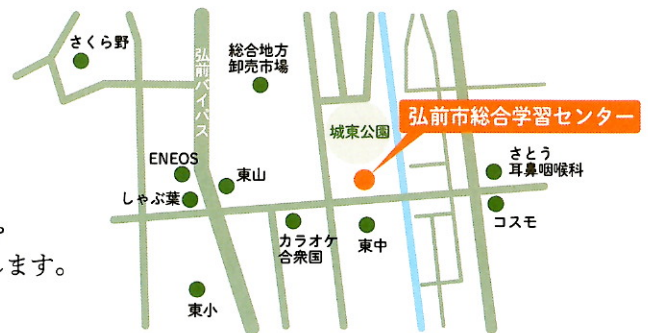 さくら野
弘前バイパス
総合地方
卸売市場
城東公園
弘前市総合学習センター
ENEOS
しゃぶ葉
東山
さとう
耳鼻咽喉科
コスモ
カラオケ
合衆国
東中
東小
ます。